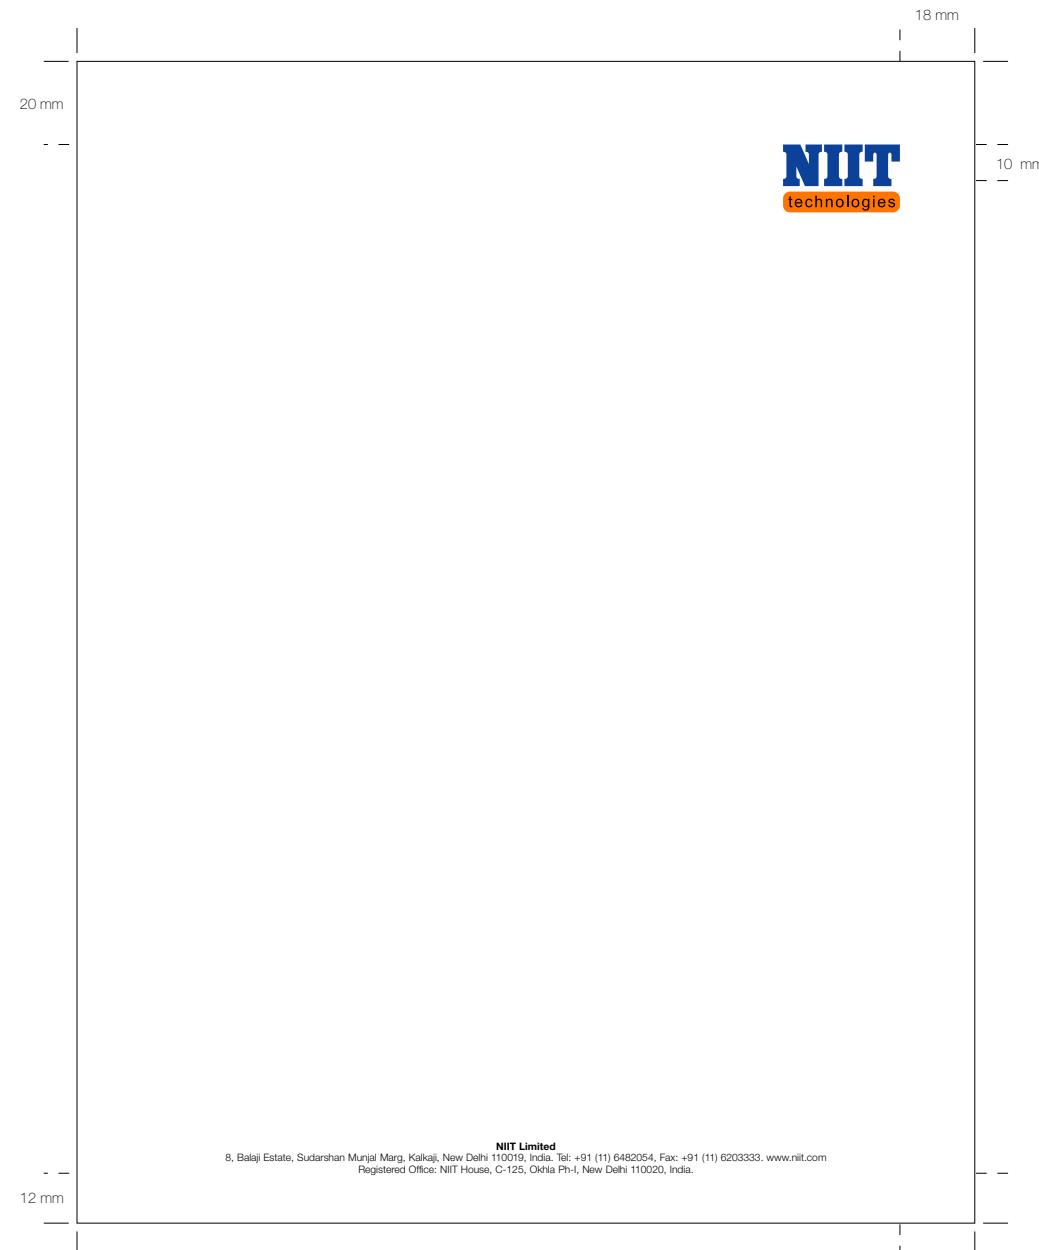 18 mm
20 mm
NIIT
10 mm
technologies
NIIT Limited
8, Balaji Estate, Sudarshan Munjal Marg, Kalkaji, New Delhi 110019, India. Tel: +91 (11) 6482054, Fax: +91 (11) 6203333. www.niit.com
Registered Office: NIIT House, C-125, Okhla Ph-I, New Delhi 110020, India.
12 mm